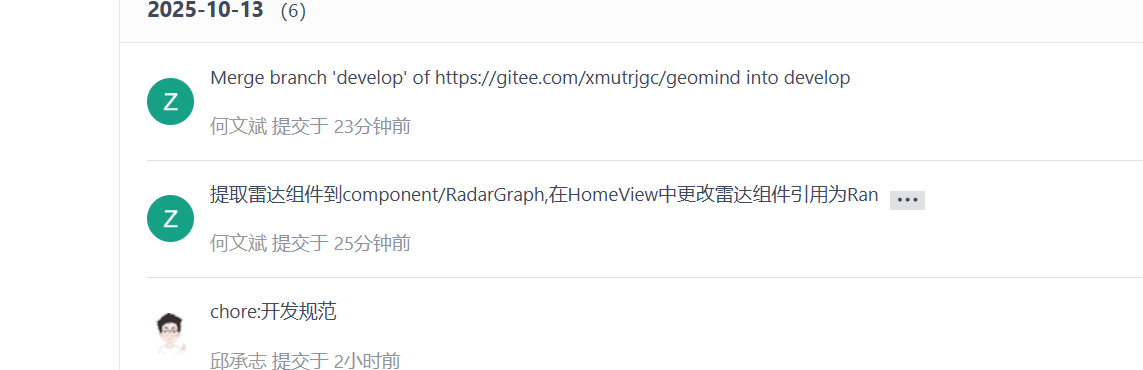 2025-10-13 （6）
Merge branch 'develop' of https://gitee.com/xmutrjgc/geomind into develop
Z
何文斌 提交于 23分钟前
提取雷达组件到component/RadarGraph,在HomeView中更改雷达组件引用为Ran ...
Z
何文斌 提交于 25分钟前
chore:开发规范
邱承志 提交于 2小时前